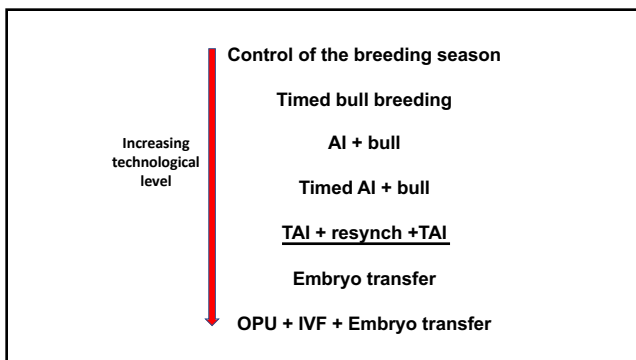 Control of the breeding season
Timed bull breeding
Increasing
technological
level
AI + bull
Timed AI + bull
TAI + resynch +TAI
Embryo transfer
OPU + IVF + Embryo transfer